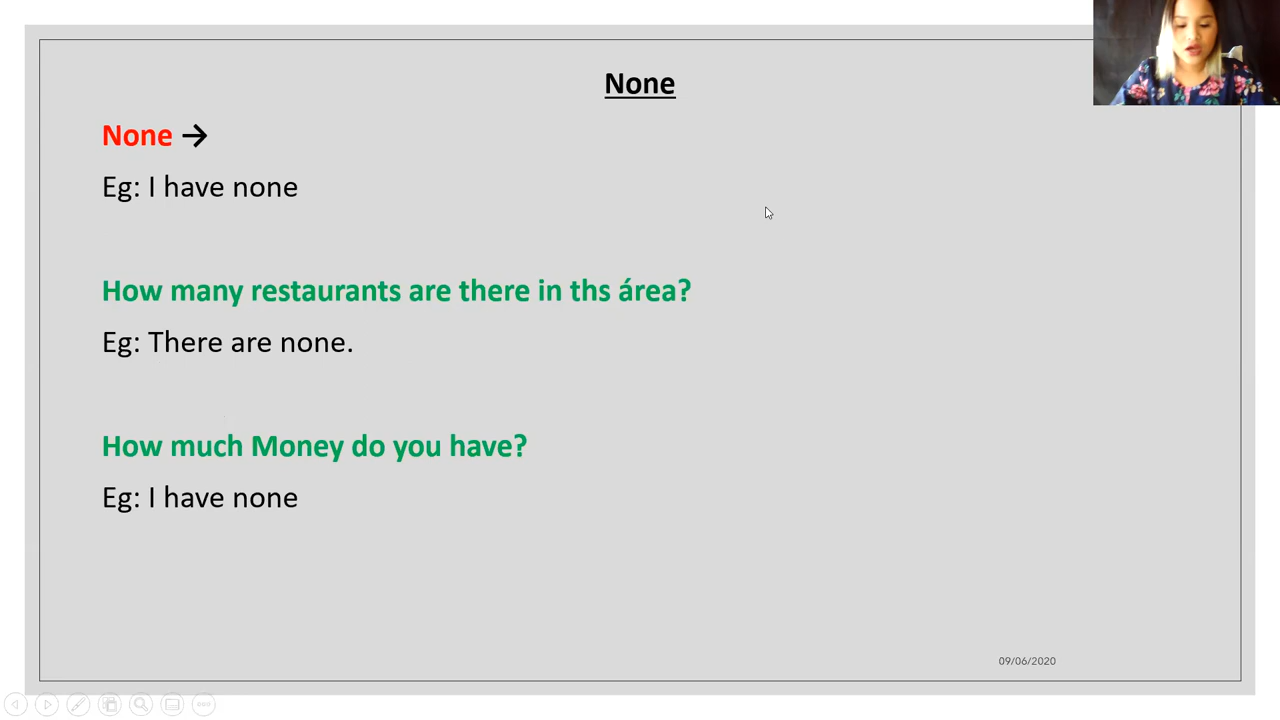 None
None →
Eg: I have none
How many restaurants are there in ths área?
Eg: There are none.
How much Money do you have?
Eg: I have none
09/06/2020